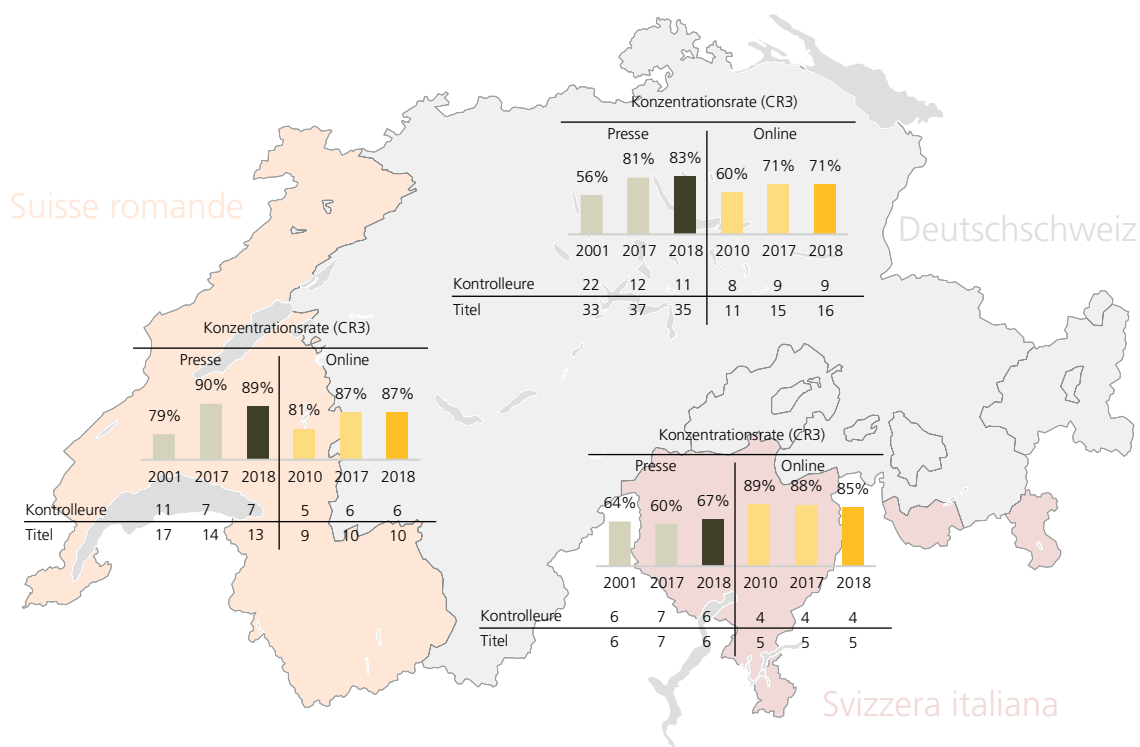 Konzentrationsrate (CR3)
Presse Online
56% 81% 83% 60% 71% 71%
2001 2017 2018 2010 2017 2018
Kontrolleure 22 12 11 8 9 9
Titel 33 37 35 11 15 16
Suisse romande
Deutschschweiz
Konzentrationsrate (CR3)
Presse Online
79% 90% 89% 81% 87% 87%
2001 2017 2018 2010 2017 2018
Kontrolleure 11 7 7 5 6 6
Titel 17 14 13 9 10 10
Konzentrationsrate (CR3)
Presse Online
64% 60% 67% 89% 88% 85%
2001 2017 2018 2010 2017 2018
Kontrolleure 6 7 6 4 4 4
Titel 6 7 6 5 5 5
Svizzera italiana